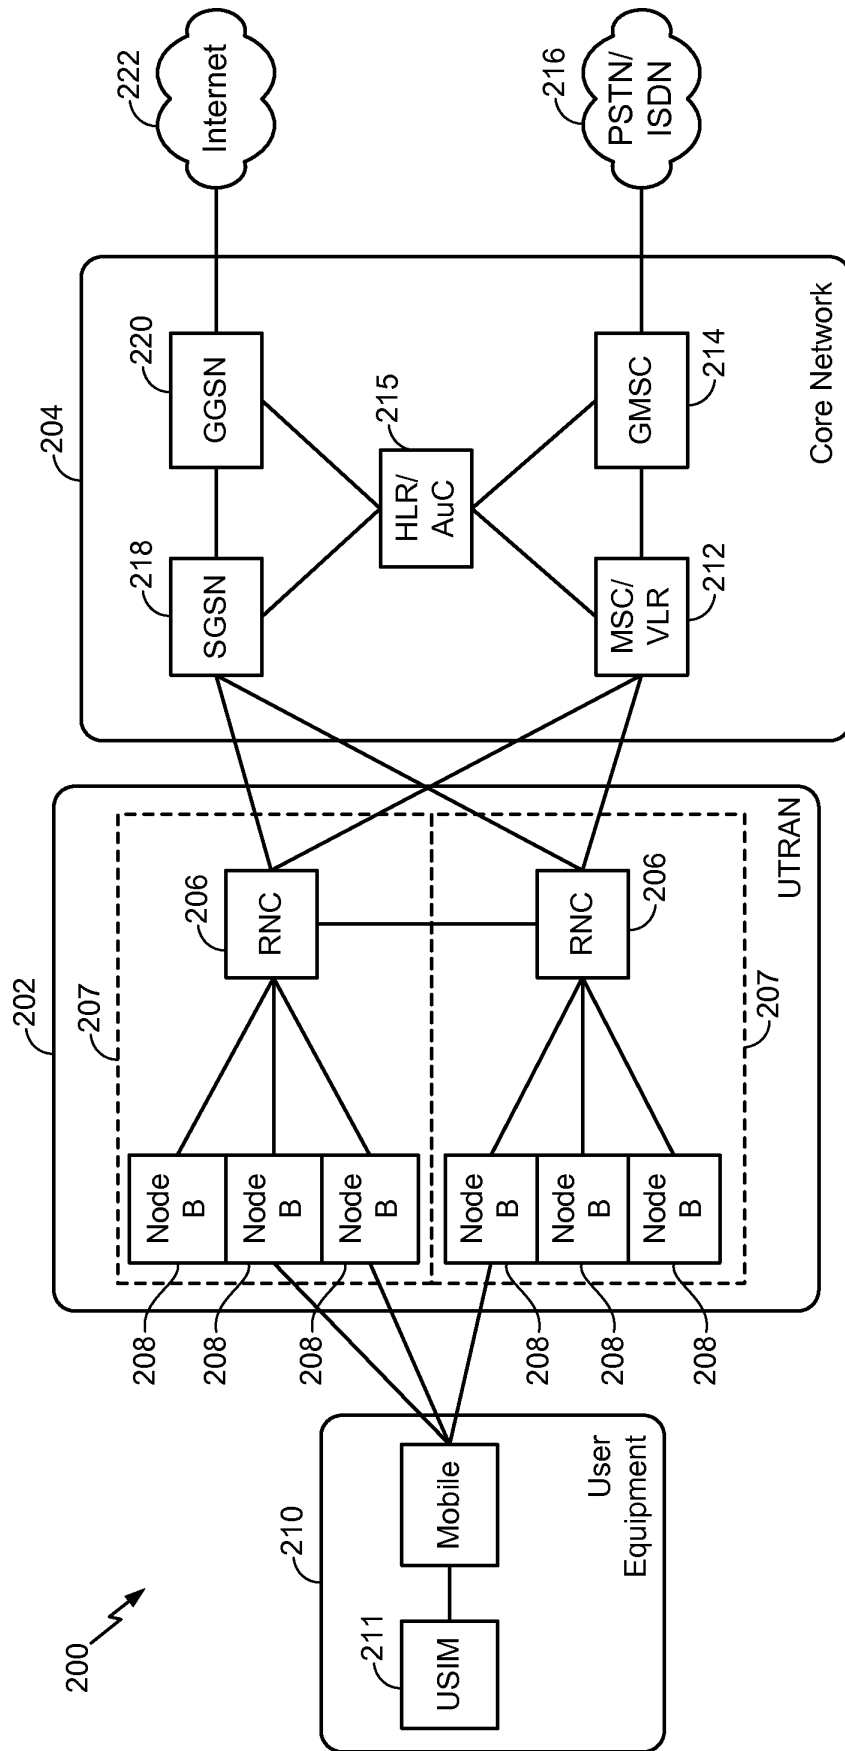 200
210
User
Equipment
211
USIM
Mobile
202
UTRAN
207
208
Node
B
208
Node
B
208
Node
B
206
RNC
208
Node
B
208
Node
B
208
Node
B
206
RNC
207
204
Core Network
218
SGSN
220
GGSN
215
HLR/
AuC
MSC/
VLR
212
GMSC
214
222
Internet
216
PSTN/
ISDN